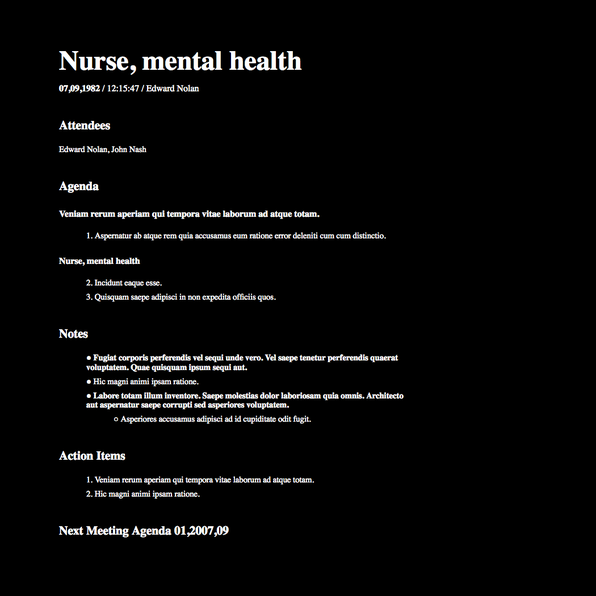 Nurse, mental health
07,09,1982 / 12:15:47 / Edward Nolan
Attendees
Edward Nolan, John Nash
Agenda
Veniam rerum aperiam qui tempora vitae laborum ad atque totam.
1. Aspernatur ab atque rem quia accusamus eum ratione error deleniti cum cum distinctio.
Nurse, mental health
2. Incidunt eaque esse.
3. Quisquam saepe adipisci in non expedita officiis quos.
Notes
● Fugiat corporis perferendis vel sequi unde vero. Vel saepe tenetur perferendis quaerat
voluptatem. Quae quisquam ipsum sequi aut.
● Hic magni animi ipsam ratione.
● Labore totam illum inventore. Saepe molestias dolor laboriosam quia omnis. Architecto
aut aspernatur saepe corrupti sed asperiores voluptatem.
○ Asperiores accusamus adipisci ad id cupiditate odit fugit.
Action Items
1. Veniam rerum aperiam qui tempora vitae laborum ad atque totam.
2. Hic magni animi ipsam ratione.
Next Meeting Agenda 01,2007,09